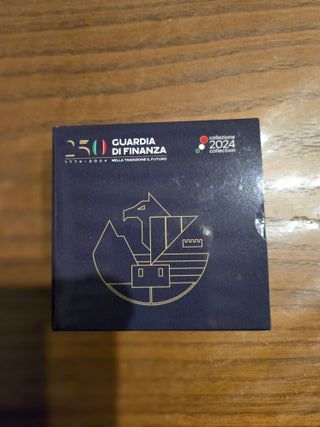 250
1774-2024
GUARDIA
DI FINANZA
NELLA TRADIZIONE IL FUTURO
collezione
2024
collection